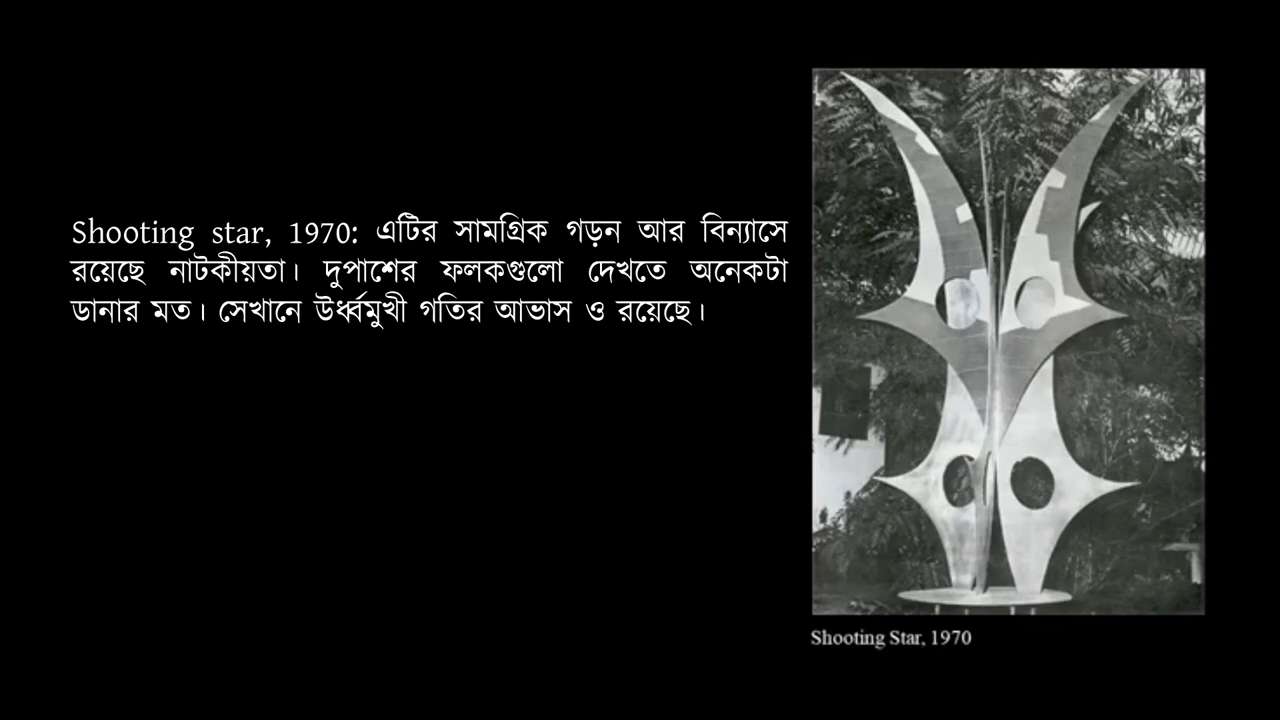 Shooting star, 1970: এটির সামগ্রিক গড়ন আর বিন্যাসে
রয়েছে নাটকীয়তা। দুপাশের ফলকগুলো দেখতে অনেকটা
ডানার মত। সেখানে উর্ধ্বমুখী গতির আভাস ও রয়েছে।
Shooting Star, 1970